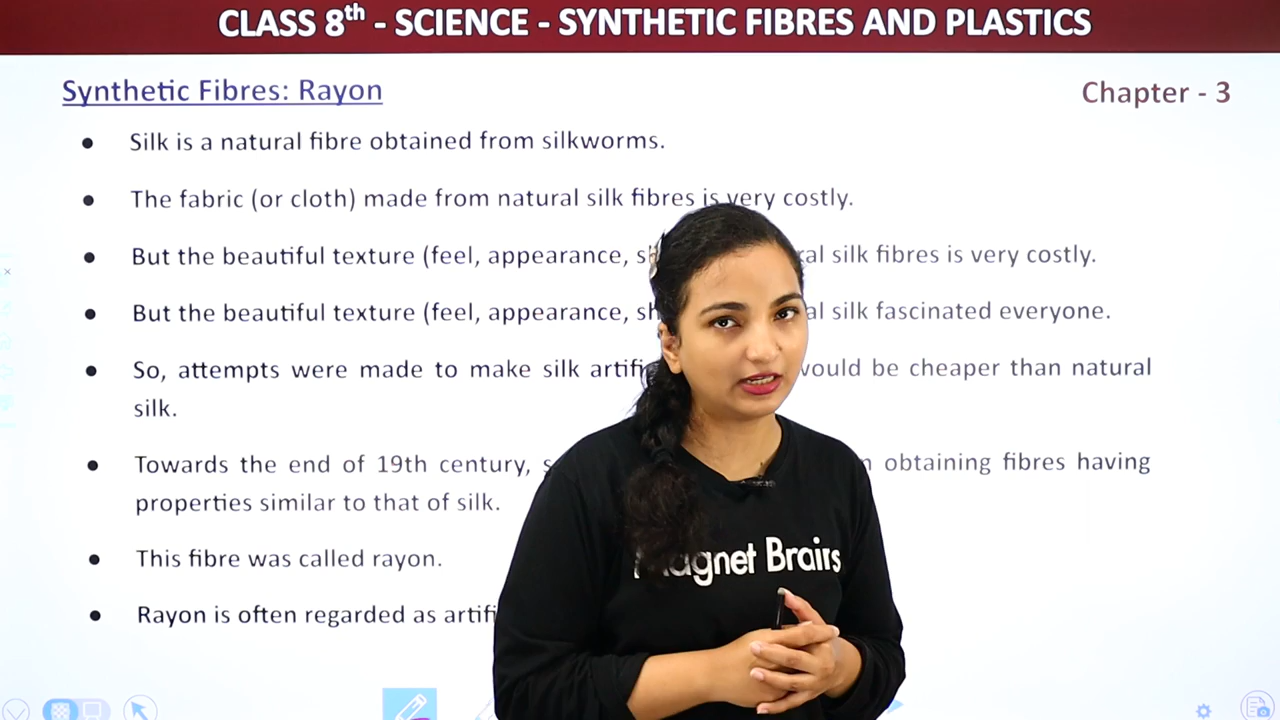 CLASS 8th - SCIENCE - SYNTHETIC FIBRES AND PLASTICS
Synthetic Fibres: Rayon
Chapter - 3
● Silk is a natural fibre obtained from silkworms.
● The fabric (or cloth) made from natural silk fibres is very costly.
● But the beautiful texture (feel, appearance, silk fibres is very costly.
● But the beautiful texture (feel, appearance, silk fascinated everyone.
● So, attempts were made to make silk would be cheaper than natural
silk.
● Towards the end of 19th century, obtaining fibres having
properties similar to that of silk.
● This fibre was called rayon.
● Rayon is often regarded as
Magnet Brairs